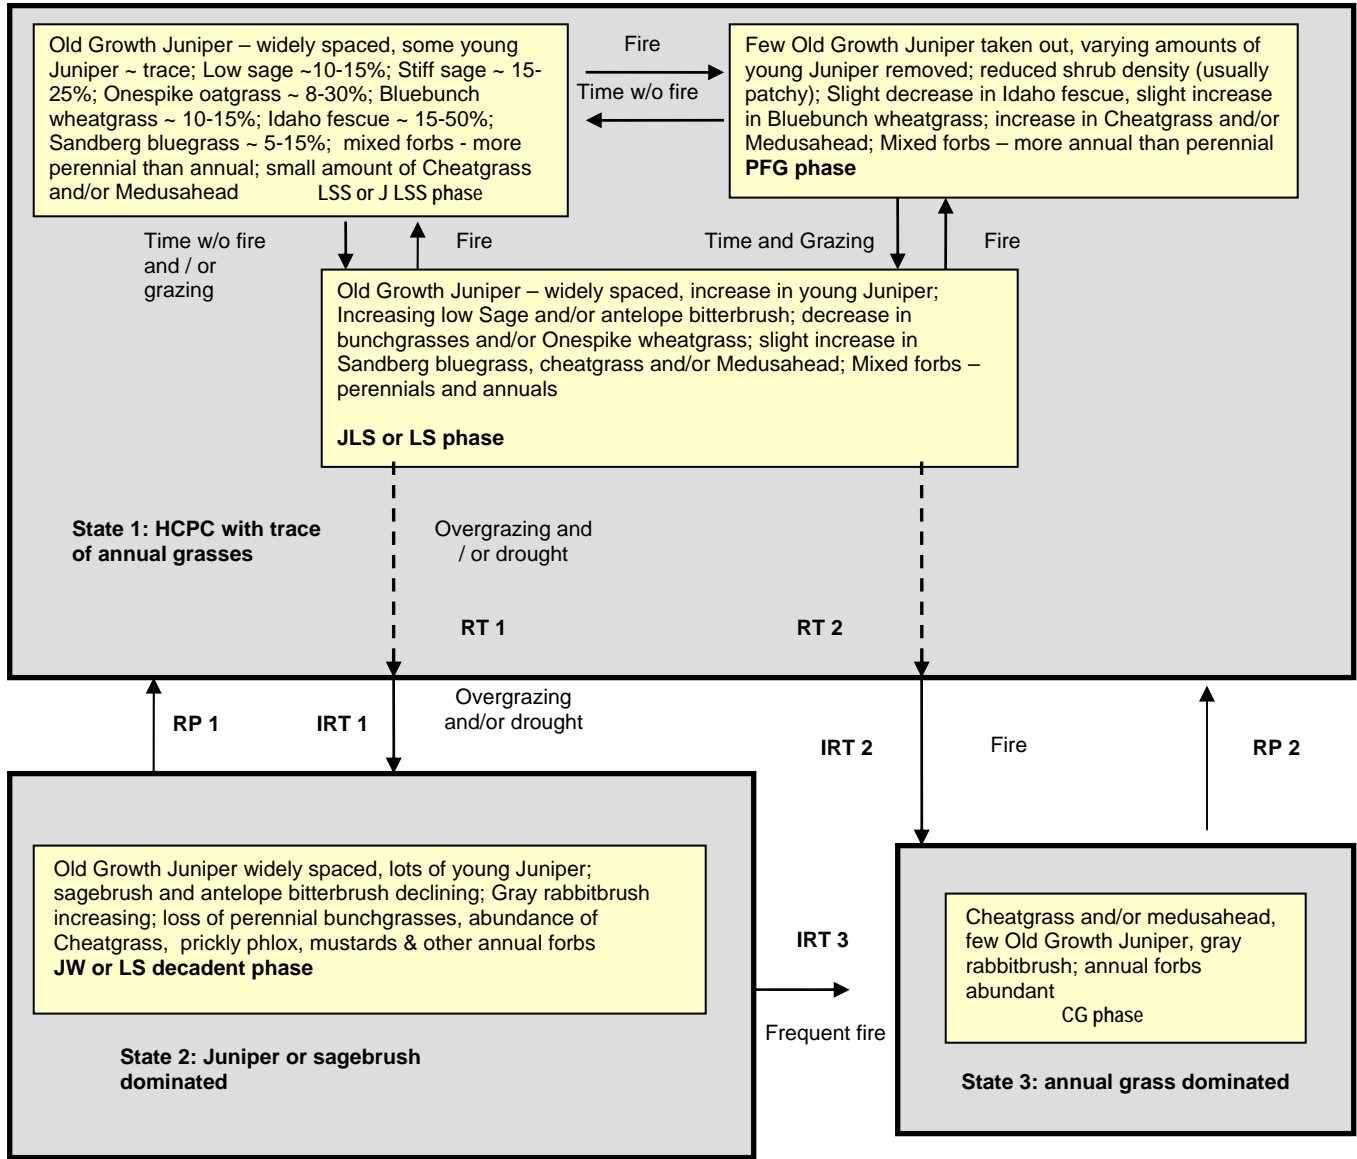 Old Growth Juniper – widely spaced, some young
Juniper ~ trace; Low sage ~10-15%; Stiff sage ~ 15-
25%; Onespike oatgrass ~ 8-30%; Bluebunch
wheatgrass ~ 10-15%; Idaho fescue ~ 15-50%;
Sandberg bluegrass ~ 5-15%; mixed forbs - more
perennial than annual; small amount of Cheatgrass
and/or Medusahead LSS or J LSS phase
Fire
Time w/o fire
Few Old Growth Juniper taken out, varying amounts of
young Juniper removed; reduced shrub density (usually
patchy); Slight decrease in Idaho fescue, slight increase
in Bluebunch wheatgrass; increase in Cheatgrass and/or
Medusahead; Mixed forbs – more annual than perennial
PFG phase
Time w/o fire
and / or
grazing
Fire
Time and Grazing
Fire
Old Growth Juniper – widely spaced, increase in young Juniper;
Increasing low Sage and/or antelope bitterbrush; decrease in
bunchgrasses and/or Onespike wheatgrass; slight increase in
Sandberg bluegrass, cheatgrass and/or Medusahead; Mixed forbs –
perennials and annuals
JLS or LS phase
State 1: HCPC with trace
of annual grasses
Overgrazing and
/ or drought
RT 1
RT 2
RP 1
IRT 1
Overgrazing
and/or drought
IRT 2
Fire
RP 2
Old Growth Juniper widely spaced, lots of young Juniper;
sagebrush and antelope bitterbrush declining; Gray rabbitbrush
increasing; loss of perennial bunchgrasses, abundance of
Cheatgrass, prickly phlox, mustards & other annual forbs
JW or LS decadent phase
State 2: Juniper or sagebrush
dominated
IRT 3
Frequent fire
Cheatgrass and/or medusahead,
few Old Growth Juniper, gray
rabbitbrush; annual forbs
abundant
CG phase
State 3: annual grass dominated